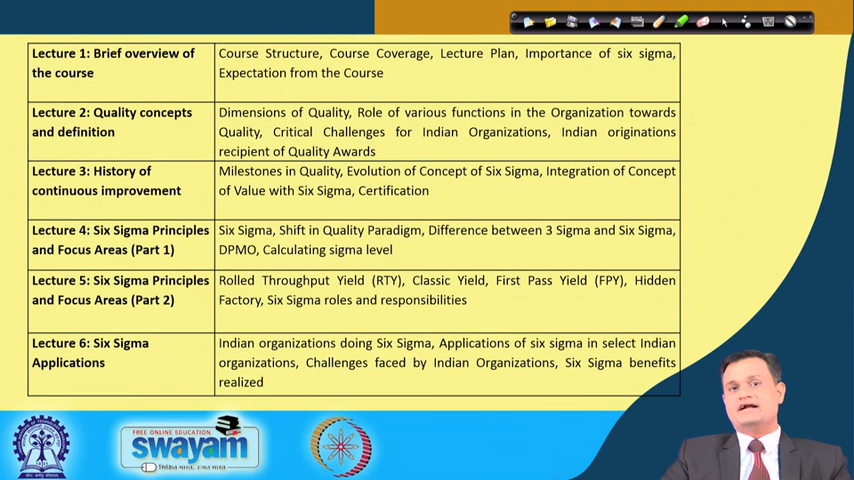 Lecture 1: Brief overview of
the course
Course Structure, Course Coverage, Lecture Plan, Importance of six sigma,
Expectation from the Course
Lecture 2: Quality concepts
and definition
Dimensions of Quality, Role of various functions in the Organization towards
Quality, Critical Challenges for Indian Organizations, Indian originations
recipient of Quality Awards
Lecture 3: History of
continuous improvement
Milestones in Quality, Evolution of Concept of Six Sigma, Integration of Concept
of Value with Six Sigma, Certification
Lecture 4: Six Sigma Principles
and Focus Areas (Part 1)
Six Sigma, Shift in Quality Paradigm, Difference between 3 Sigma and Six Sigma,
DPMO, Calculating sigma level
Lecture 5: Six Sigma Principles
and Focus Areas (Part 2)
Rolled Throughput Yield (RTY), Classic Yield, First Pass Yield (FPY), Hidden
Factory, Six Sigma roles and responsibilities
Lecture 6: Six Sigma
Applications
Indian organizations doing Six Sigma, Applications of six sigma in select Indian
organizations, Challenges faced by Indian Organizations, Six Sigma benefits
realized
FREE ONLINE EDUCATION
swayam